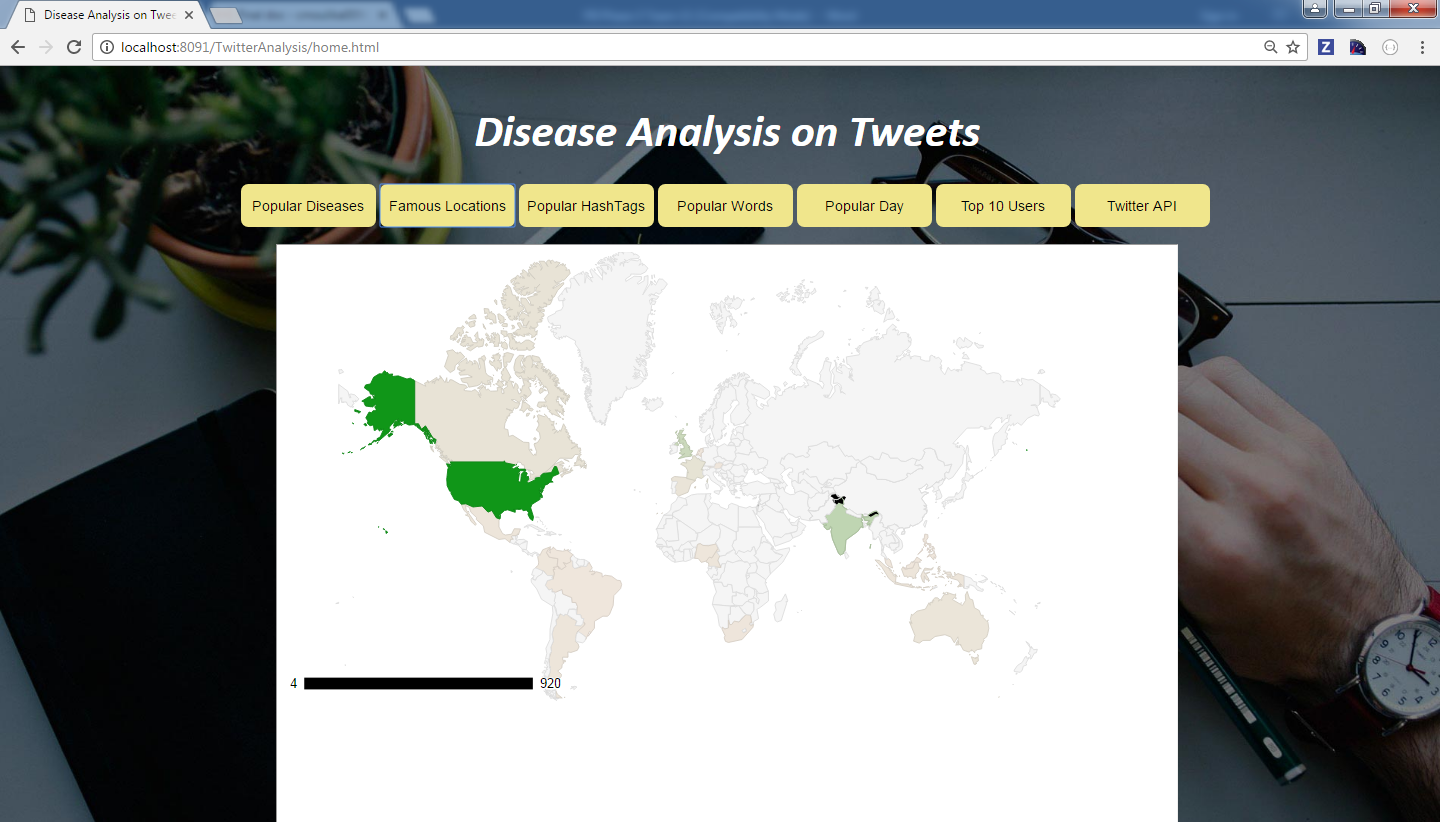 Disease Analysis on Twee
localhost:8091/TwitterAnalysis/home.html
Disease Analysis on Tweets
Popular Diseases Famous Locations Popular HashTags Popular Words Popular Day Top 10 Users Twitter API
4 920